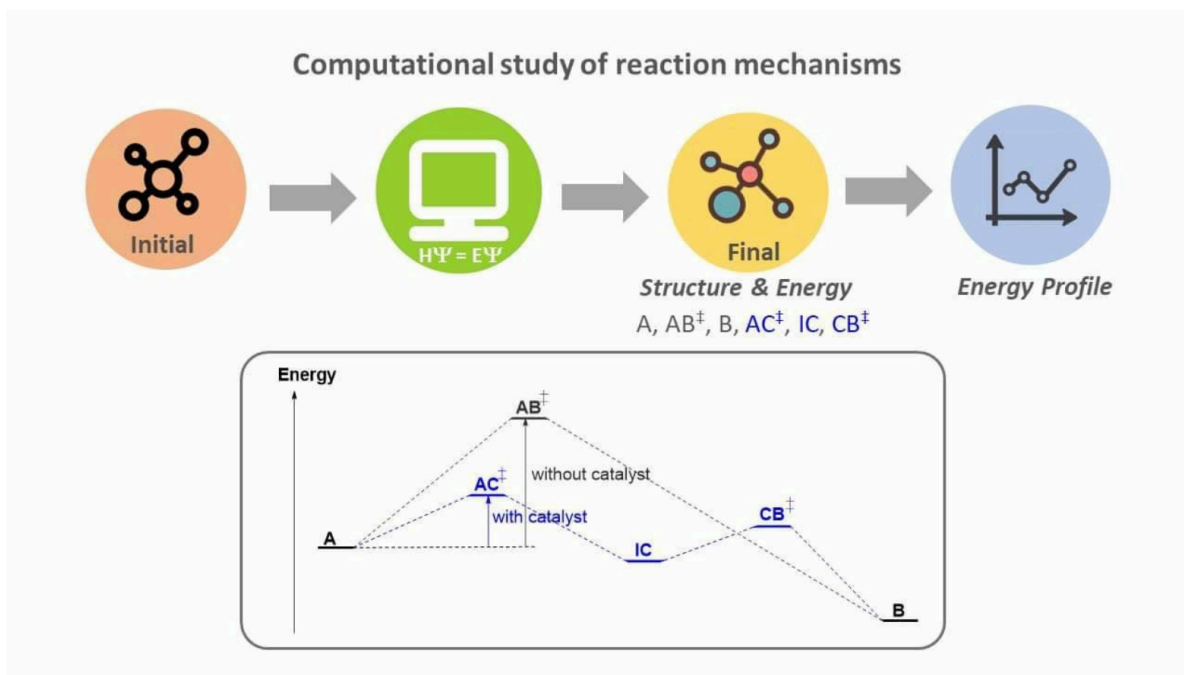 Computational study of reaction mechanisms
Initial
HΨ = EΨ
Final
Structure & Energy
A, AB‡, B, AC‡, IC, CB‡
Energy Profile
Energy
AB‡
without catalyst
AC‡
with catalyst
A
IC
CB‡
B